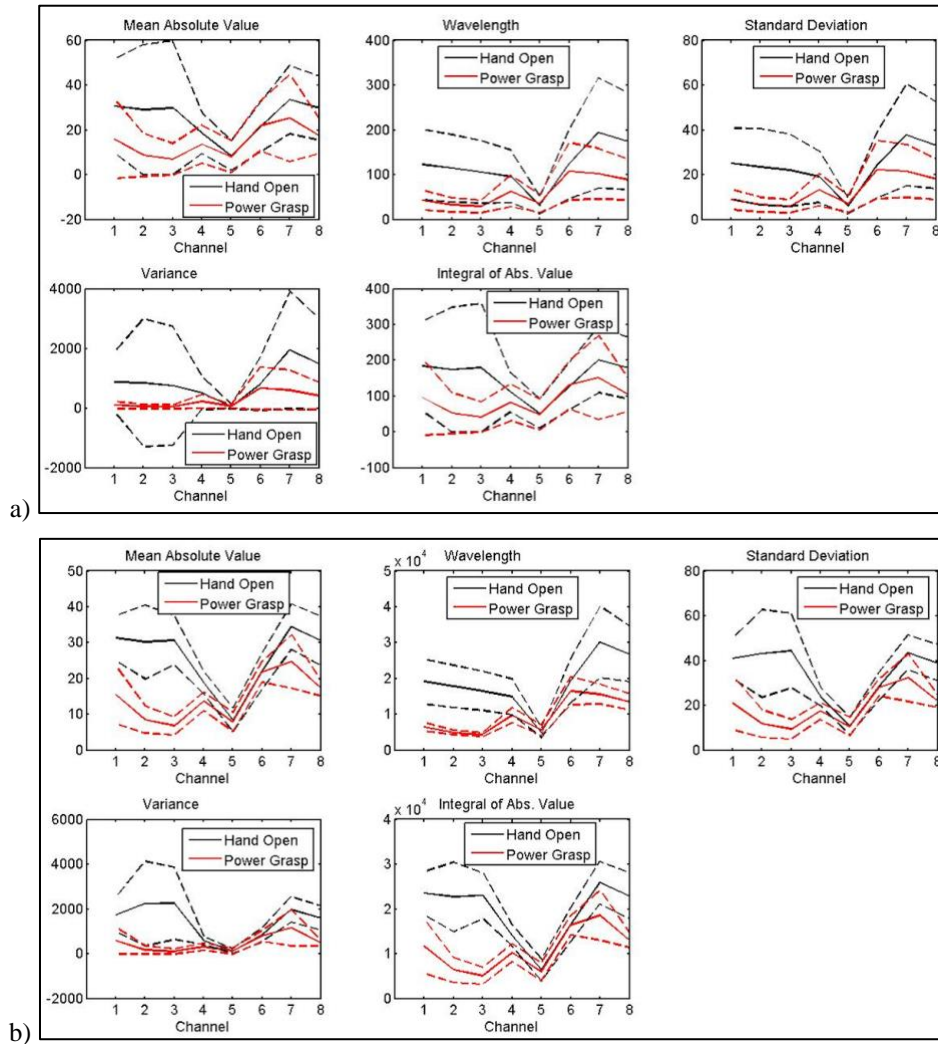 Mean Absolute Value
60
40
20
0
-20
Hand Open
Power Grasp
1 2 3 4 5 6 7 8
Channel
Wavelength
400
300
200
100
0
Hand Open
Power Grasp
1 2 3 4 5 6 7 8
Channel
Standard Deviation
80
60
40
20
0
Hand Open
Power Grasp
1 2 3 4 5 6 7 8
Channel
Variance
4000
2000
0
-2000
Hand Open
Power Grasp
1 2 3 4 5 6 7 8
Channel
Integral of Abs. Value
400
300
200
100
0
-100
Hand Open
Power Grasp
1 2 3 4 5 6 7 8
Channel
a)
Mean Absolute Value
50
40
30
20
10
0
Hand Open
Power Grasp
1 2 3 4 5 6 7 8
Channel
x 10⁴ Wavelength
5
4
3
2
1
0
Hand Open
Power Grasp
1 2 3 4 5 6 7 8
Channel
Standard Deviation
80
60
40
20
0
Hand Open
Power Grasp
1 2 3 4 5 6 7 8
Channel
Variance
6000
4000
2000
0
-2000
Hand Open
Power Grasp
1 2 3 4 5 6 7 8
Channel
x 10⁴ Integral of Abs. Value
4
3
2
1
0
Hand Open
Power Grasp
1 2 3 4 5 6 7 8
Channel
b)